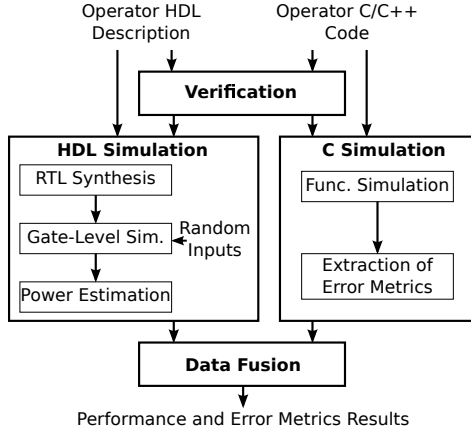 Operator HDL
Description
Operator C/C++
Code
Verification
HDL Simulation
RTL Synthesis
Gate-Level Sim.
Random
Inputs
Power Estimation
C Simulation
Func. Simulation
Extraction of
Error Metrics
Data Fusion
Performance and Error Metrics Results